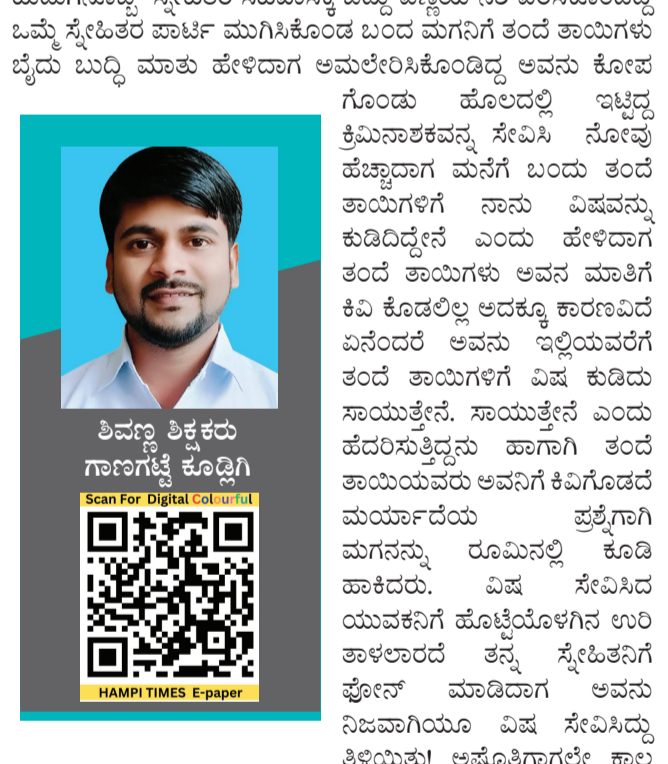 ಒಮ್ಮೆ ಸ್ನೇಹಿತರ ಪಾರ್ಟಿ ಮುಗಿಸಿಕೊಂಡ ಬಂದ ಮಗನಿಗೆ ತಂದೆ ತಾಯಿಗಳು
ಬೈದು ಬುದ್ಧಿ ಮಾತು ಹೇಳಿದಾಗ ಅಮಲೇರಿಸಿಕೊಂಡಿದ್ದ ಅವನು ಕೋಪ
ಗೊಂಡು ಹೊಲದಲ್ಲಿ ಇಟ್ಟಿದ್ದ
ಕ್ರಿಮಿನಾಶಕವನ್ನ ಸೇವಿಸಿ ನೋವು
ಹೆಚ್ಚಾದಾಗ ಮನೆಗೆ ಬಂದು ತಂದೆ
ತಾಯಿಗಳಿಗೆ ನಾನು ವಿಷವನ್ನು
ಕುಡಿದಿದ್ದೇನೆ ಎಂದು ಹೇಳಿದಾಗ
ತಂದೆ ತಾಯಿಗಳು ಅವನ ಮಾತಿಗೆ
ಕಿವಿ ಕೊಡಲಿಲ್ಲ ಅದಕ್ಕೂ ಕಾರಣವಿದೆ
ಏನೆಂದರೆ ಅವನು ಇಲ್ಲಿಯವರೆಗೆ
ತಂದೆ ತಾಯಿಗಳಿಗೆ ವಿಷ ಕುಡಿದು
ಸಾಯುತ್ತೇನೆ. ಸಾಯುತ್ತೇನೆ ಎಂದು
ಹೆದರಿಸುತ್ತಿದ್ದನು ಹಾಗಾಗಿ ತಂದೆ
ತಾಯಿಯವರು ಅವನಿಗೆ ಕಿವಿಗೊಡದೆ
ಮರ್ಯಾದೆಯ ಪ್ರಶ್ನೆಗಾಗಿ
ಮಗನನ್ನು ರೂಮಿನಲ್ಲಿ ಕೂಡಿ
ಹಾಕಿದರು. ವಿಷ ಸೇವಿಸಿದ
ಯುವಕನಿಗೆ ಹೊಟ್ಟೆಯೊಳಗಿನ ಉರಿ
ತಾಳಲಾರದೆ ತನ್ನ ಸ್ನೇಹಿತನಿಗೆ
ಫೋನ್ ಮಾಡಿದಾಗ ಅವನು
ನಿಜವಾಗಿಯೂ ವಿಷ ಸೇವಿಸಿದ್ದು
ತಿಳಿಯಿತು! ಅಷ್ಟೊತ್ತಿಗಾಗಲೇ ಕಾಲ
ಶಿವಣ್ಣ ಶಿಕ್ಷಕರು
ಗಾಣಗಟ್ಟೆ ಕೂಡ್ಲಿಗಿ
Scan For Digital Colourful
HAMPI TIMES E-paper